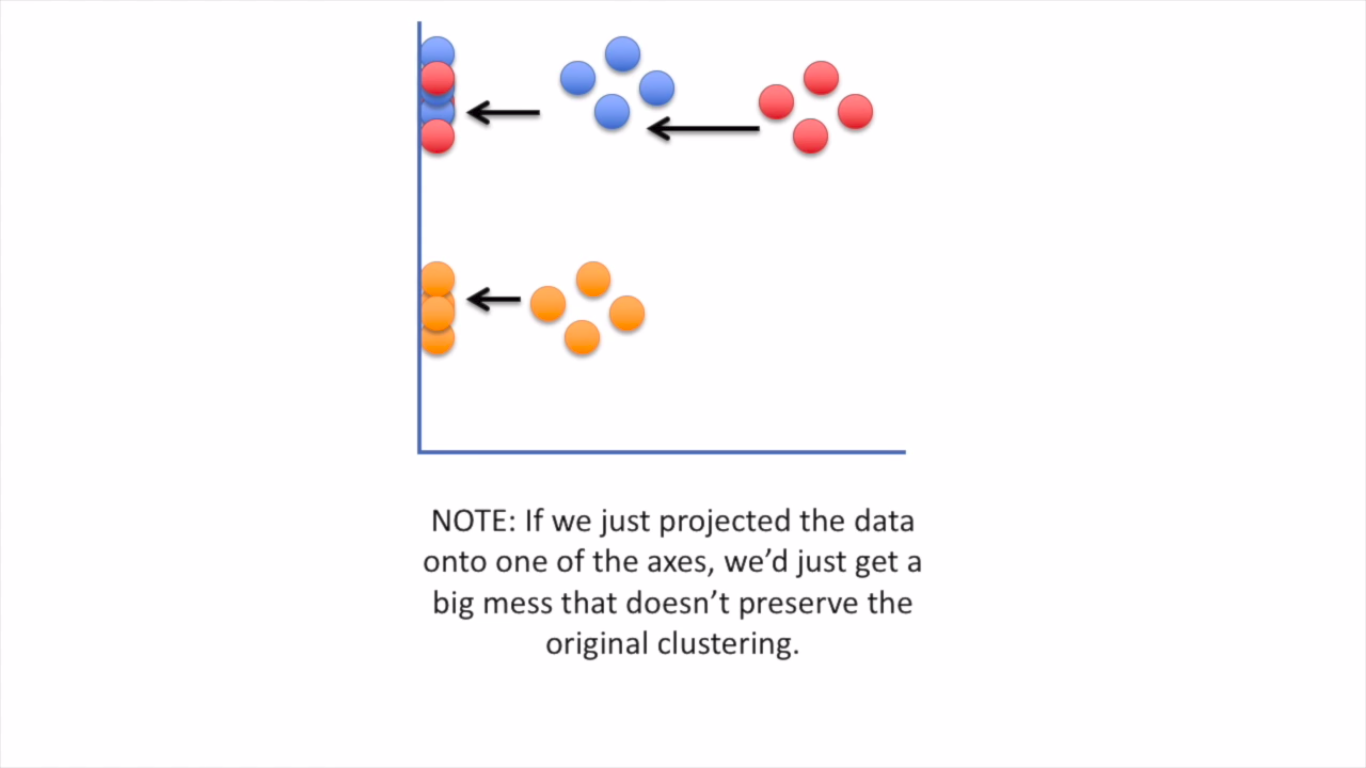 NOTE: If we just projected the data
onto one of the axes, we’d just get a
big mess that doesn’t preserve the
original clustering.